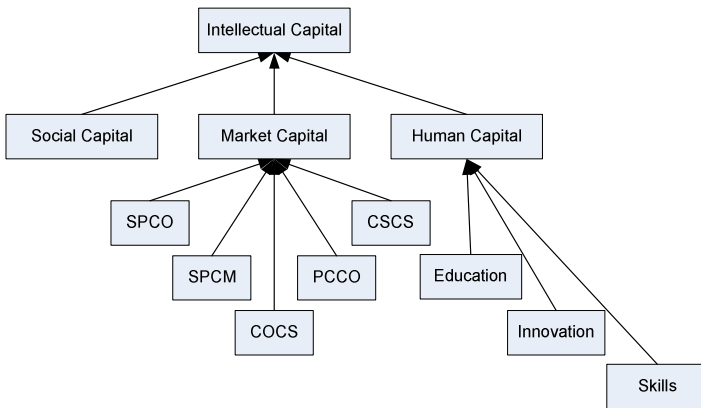 Intellectual Capital
Social Capital
Market Capital
Human Capital
SPCO
CSCS
SPCM
PCCO
Education
COCS
Innovation
Skills